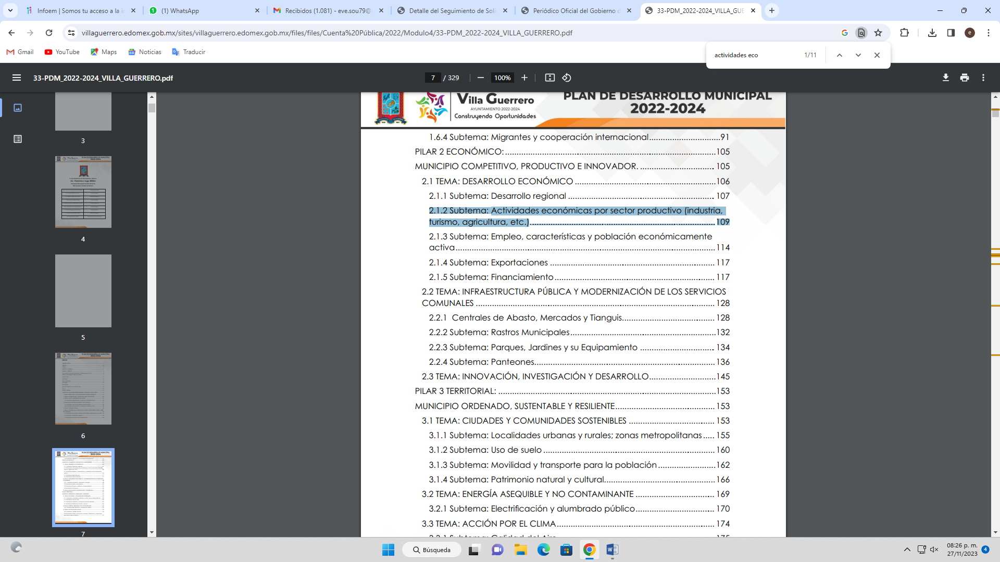 Infoem | Somos tu acceso a la i
(1) WhatsApp
Recibidos (1.081) - eve.sou79@
Detalle del Seguimiento de Soli
Periódico Oficial del Gobierno d
33-PDM_2022-2024_VILLA_GUE
villaguerrero.edomex.gob.mx/sites/villaguerrero.edomex.gob.mx/files/files/Cuenta%20Pública/2022/Modulo4/33-PDM_2022-2024_VILLA_GUERRERO.pdf
e
Gmail
YouTube
Maps
Noticias
Traducir
actividades eco
1/11
33-PDM_2022-2024_VILLA_GUERRERO.pdf
7 / 329
100%
Villa Guerrero
AYUNTAMIENTO 2022-2024
Construyendo Oportunidades
PLAN DE DESARROLLO MUNICIPAL
2022-2024
1.6.4 Subtema: Migrantes y cooperación internacional.............................91
PILAR 2 ECONÓMICO:......................................................................................105
MUNICIPIO COMPETITIVO, PRODUCTIVO E INNOVADOR. .............................. 105
2.1 TEMA: DESARROLLO ECONÓMICO .........................................................106
2.1.1 Subtema: Desarrollo regional ........................................................... 107
2.1.2 Subtema: Actividades económicas por sector productivo (industria,
turismo, agricultura, etc.)........................................................................... 109
2.1.3 Subtema: Empleo, características y población económicamente
activa......................................................................................................... 114
2.1.4 Subtema: Exportaciones .................................................................. 117
2.1.5 Subtema: Financiamiento................................................................. 117
2.2 TEMA: INFRAESTRUCTURA PÚBLICA Y MODERNIZACIÓN DE LOS SERVICIOS
COMUNALES ................................................................................................ 128
2.2.1 Centrales de Abasto, Mercados y Tianguis..................................... 128
2.2.2 Subtema: Rastros Municipales...........................................................132
2.2.3 Subtema: Parques, Jardines y su Equipamiento .............................. 134
2.2.4 Subtema: Panteones......................................................................... 136
2.3 TEMA: INNOVACIÓN, INVESTIGACIÓN Y DESARROLLO...........................145
PILAR 3 TERRITORIAL: ........................................................................................153
MUNICIPIO ORDENADO, SUSTENTABLE Y RESILIENTE........................................ 153
3.1 TEMA: CIUDADES Y COMUNIDADES SOSTENIBLES ................................... 153
3.1.1 Subtema: Localidades urbanas y rurales; zonas metropolitanas ..... 155
3.1.2 Subtema: Uso de suelo ..................................................................... 160
3.1.3 Subtema: Movilidad y transporte para la población .......................162
3.1.4 Subtema: Patrimonio natural y cultural............................................. 166
3.2 TEMA: ENERGÍA ASEQUIBLE Y NO CONTAMINANTE ................................ 169
3.2.1 Subtema: Electrificación y alumbrado público................................ 170
3.3 TEMA: ACCIÓN POR EL CLIMA................................................................ 174
3
4
5
6
7
Búsqueda
08:26 p. m.
27/11/2023
4